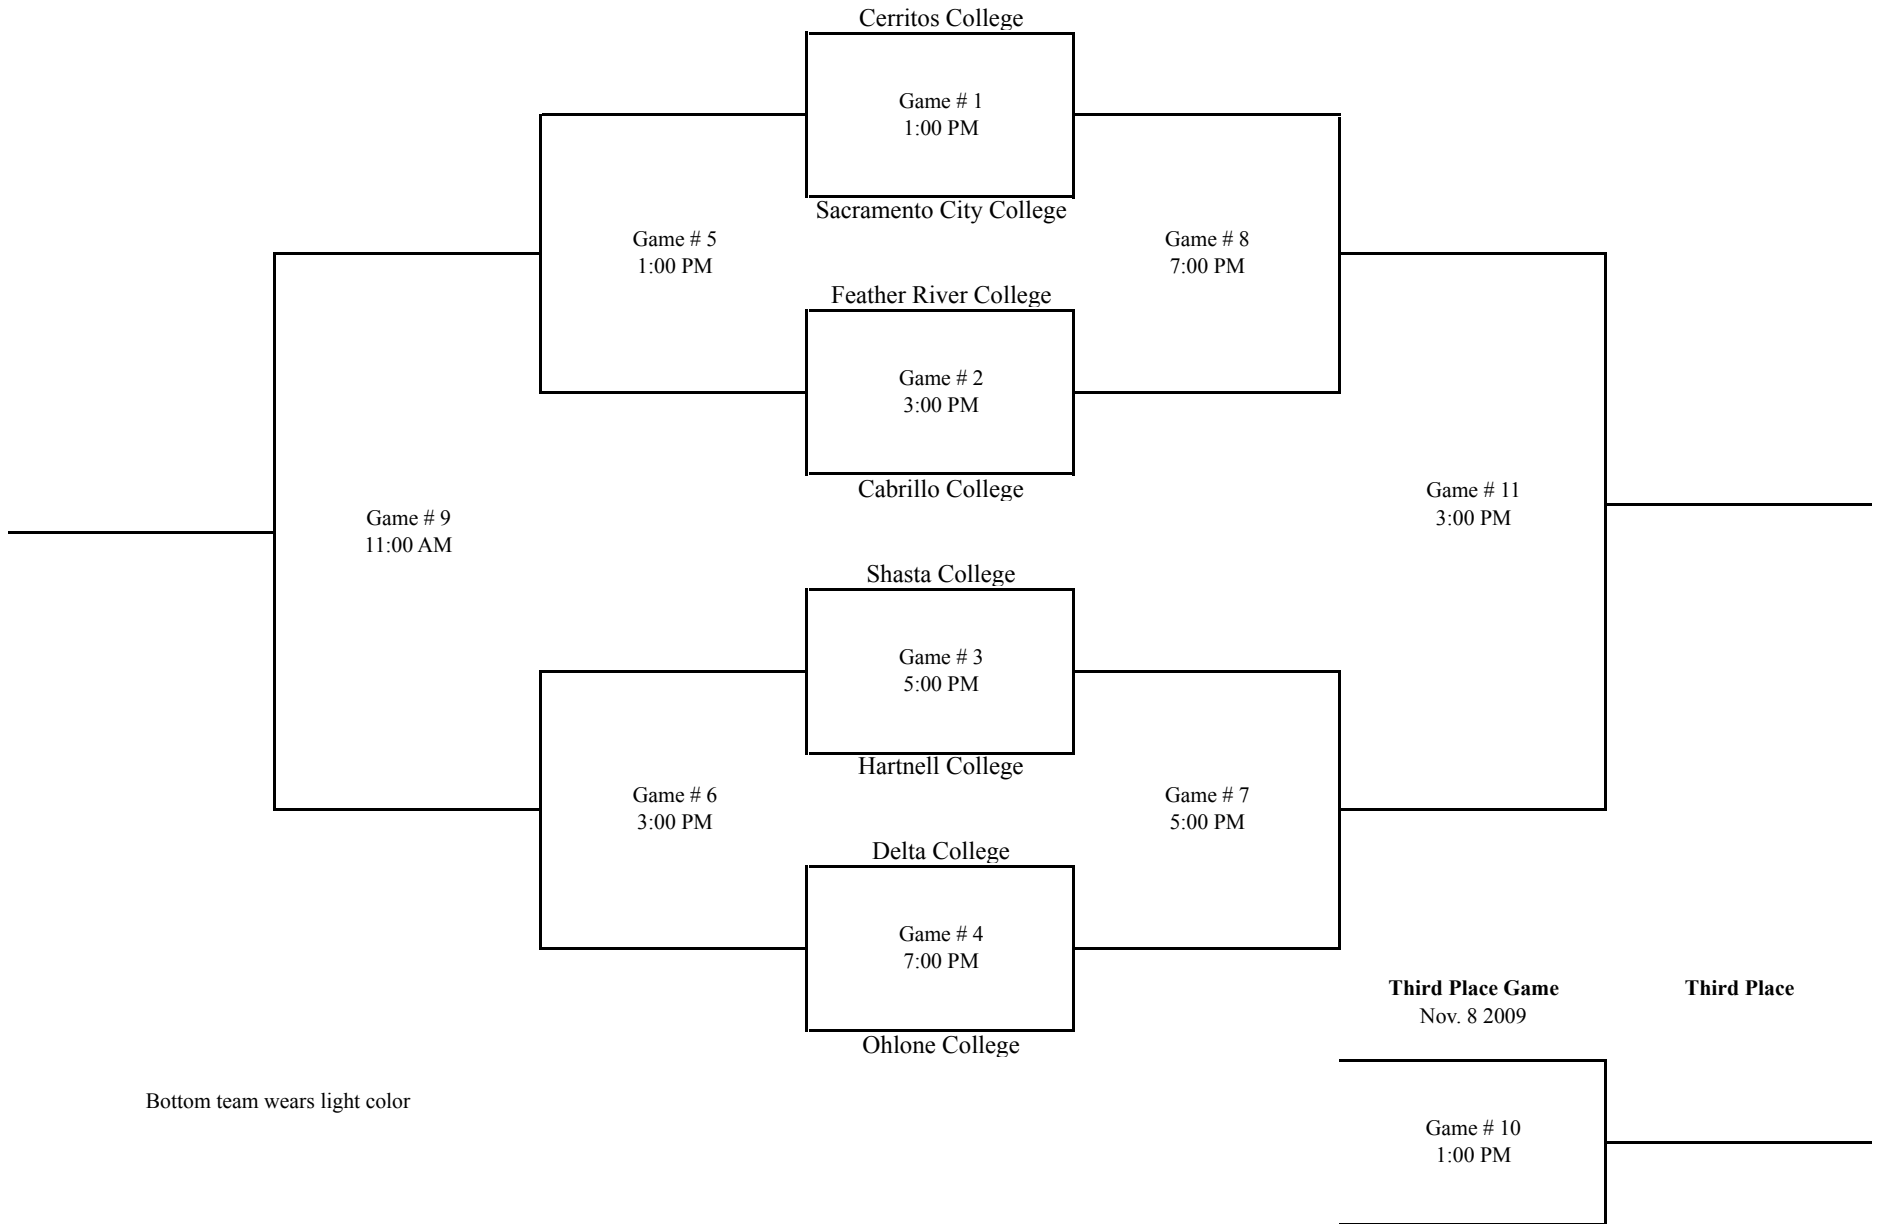 Cerritos College
Game # 1
1:00 PM
Sacramento City College
Game # 5
1:00 PM
Game # 8
7:00 PM
Feather River College
Game # 2
3:00 PM
Cabrillo College
Game # 9
11:00 AM
Game # 11
3:00 PM
Shasta College
Game # 3
5:00 PM
Hartnell College
Game # 6
3:00 PM
Game # 7
5:00 PM
Delta College
Game # 4
7:00 PM
Ohlone College
Third Place Game
Nov. 8 2009
Third Place
Bottom team wears light color
Game # 10
1:00 PM